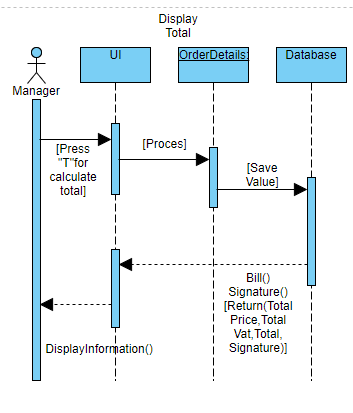 Display
Total
UI
OrderDetails:
Database
Manager
[Press
"T"for
calculate
total]
[Proces]
[Save
Value]
Bill()
Signature()
[Return(Total
Price,Total
Vat,Total,
Signature)]
DisplayInformation()